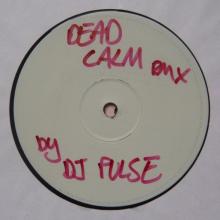 DEAD
CALM RMX
by
DJ PULSE